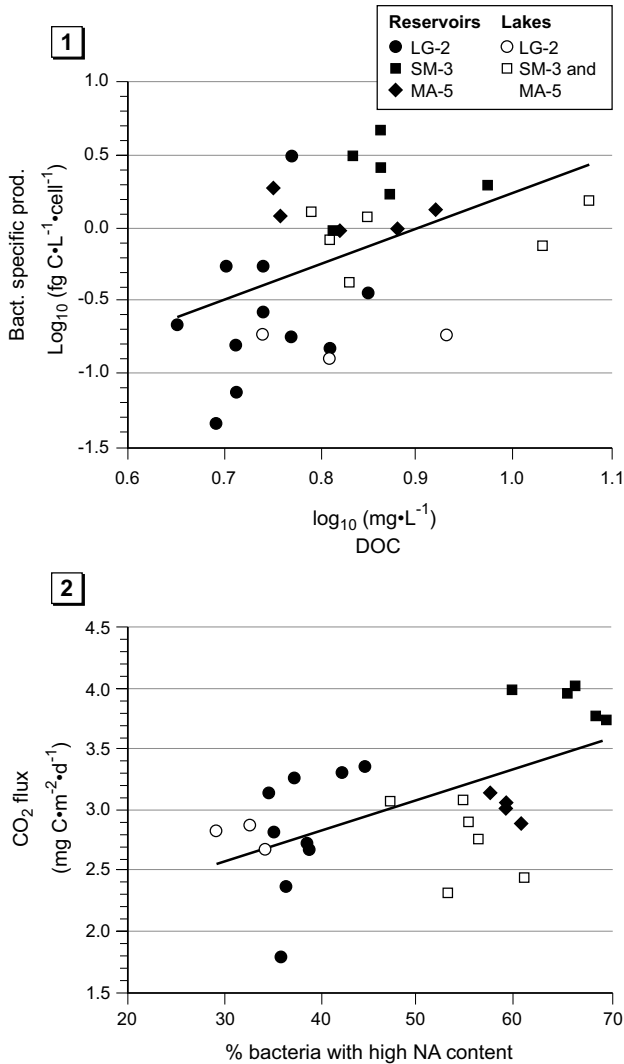 1
Reservoirs Lakes
LG-2 LG-2
SM-3 SM-3 and
MA-5 MA-5
1.0
0.5
0.0
-0.5
-1.0
-1.5
Bact. specific prod.
Log10 (fg C•L-1•cell-1)
0.6 0.7 0.8 0.9 1.0 1.1
log10 (mg•L-1)
DOC
2
4.5
4.0
3.5
3.0
2.5
2.0
1.5
CO2 flux
(mg C•m-2•d-1)
20 30 40 50 60 70
% bacteria with high NA content